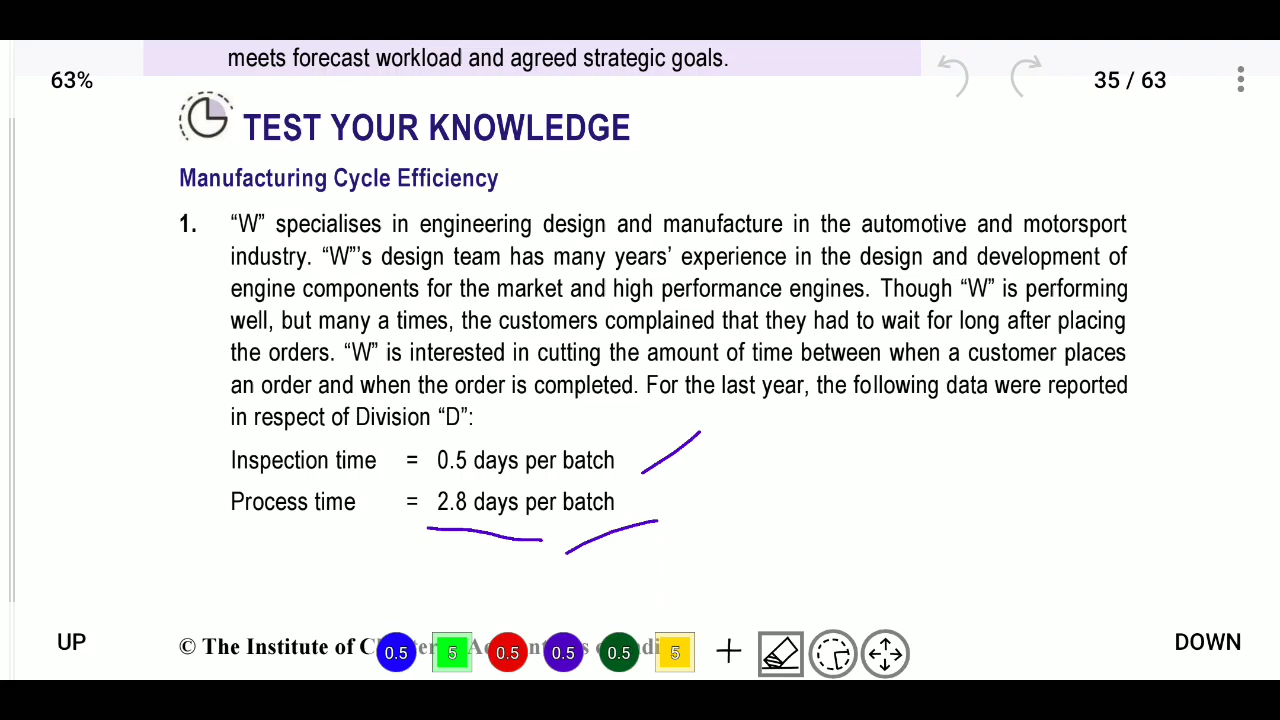 meets forecast workload and agreed strategic goals.
63%
35 / 63
TEST YOUR KNOWLEDGE
Manufacturing Cycle Efficiency
1. “W” specialises in engineering design and manufacture in the automotive and motorsport
industry. “W”’s design team has many years’ experience in the design and development of
engine components for the market and high performance engines. Though “W” is performing
well, but many a times, the customers complained that they had to wait for long after placing
the orders. “W” is interested in cutting the amount of time between when a customer places
an order and when the order is completed. For the last year, the following data were reported
in respect of Division “D”:
Inspection time = 0.5 days per batch
Process time = 2.8 days per batch
UP
© The Institute of
0.5 5 0.5 0.5 0.5 5
DOWN